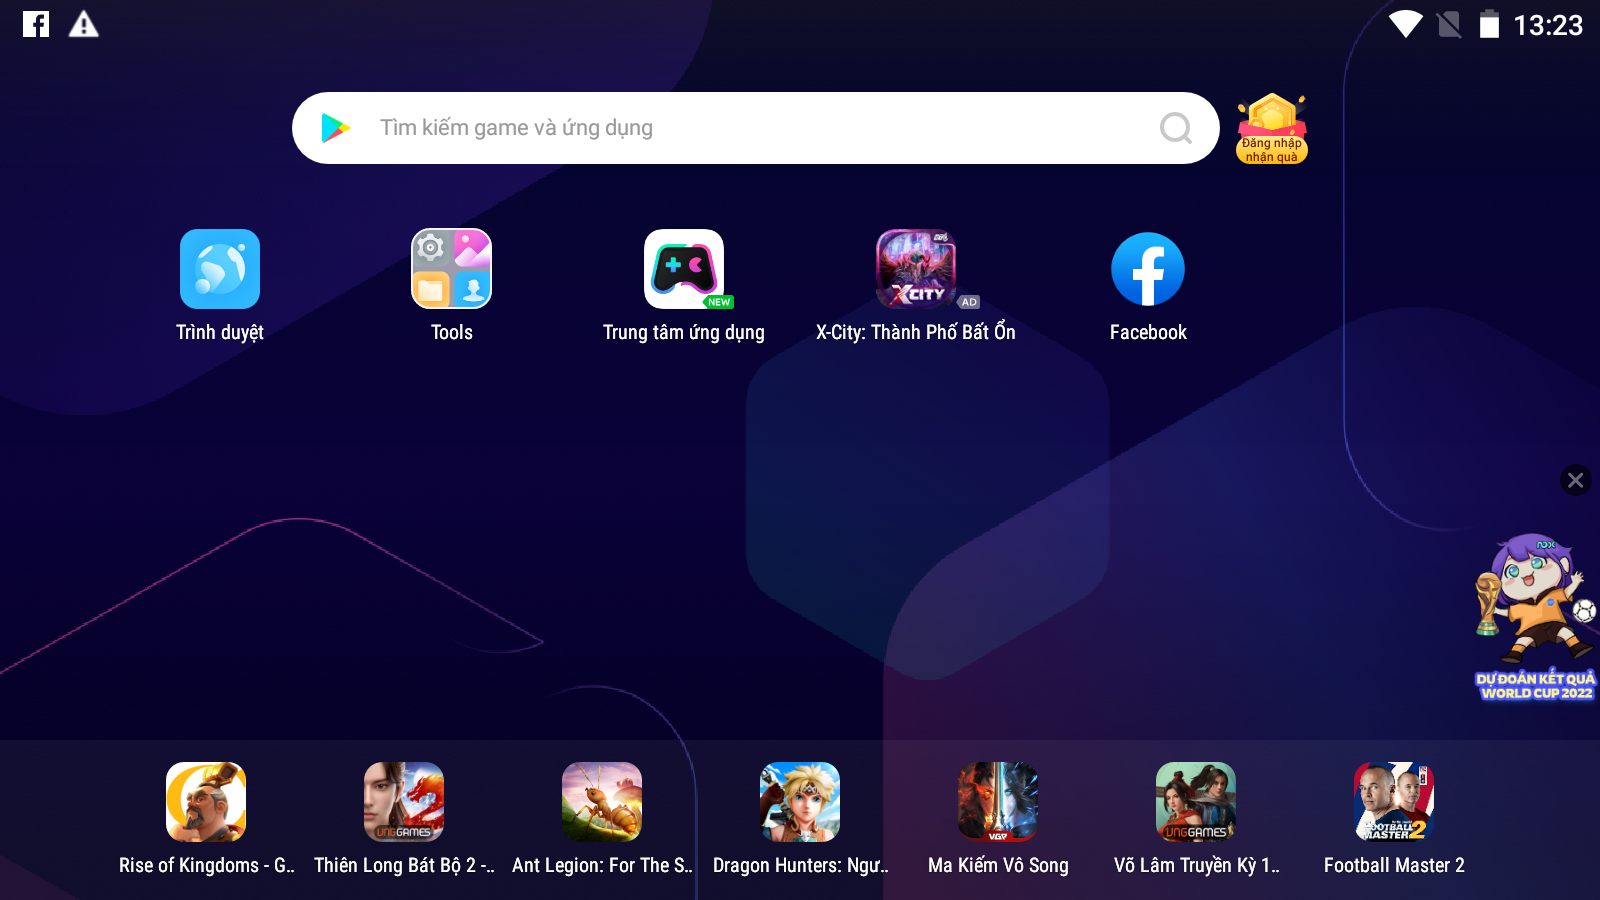 13:23
Tìm kiếm game và ứng dụng
Đăng nhập
nhận quà
XCITY
NEW
AD
Trình duyệt
Tools
Trung tâm ứng dụng
X-City: Thành Phố Bất Ổn
Facebook
nox
DỰ ĐOÁN KẾT QUẢ
WORLD CUP 2022
VNGGAMES
VGP
VNGGAMES
FOOTBALL
MASTER 2
Rise of Kingdoms - G..
Thiên Long Bát Bộ 2 -..
Ant Legion: For The S..
Dragon Hunters: Ngư..
Ma Kiếm Vô Song
Võ Lâm Truyền Kỳ 1..
Football Master 2